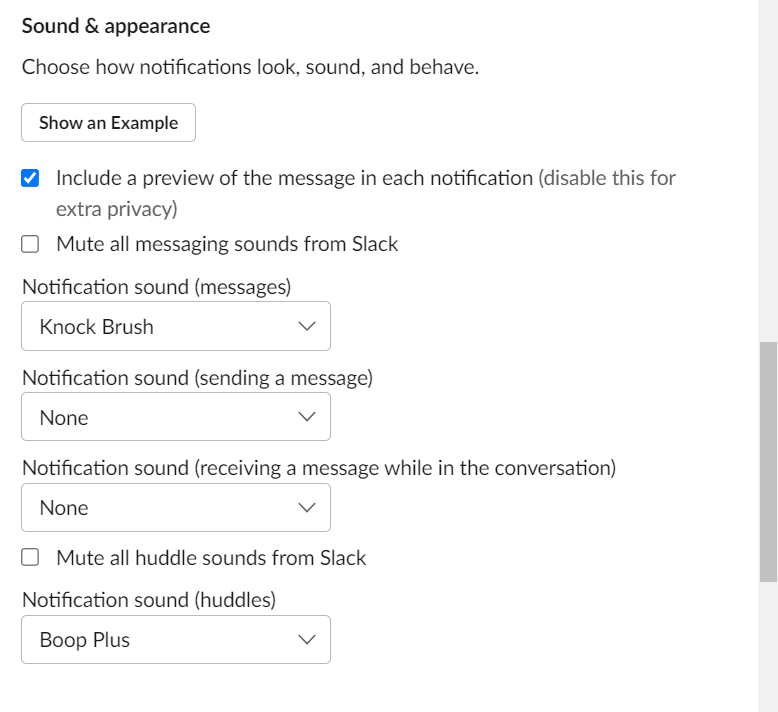 Sound & appearance
Choose how notifications look, sound, and behave.
Show an Example
Include a preview of the message in each notification (disable this for
extra privacy)
Mute all messaging sounds from Slack
Notification sound (messages)
Knock Brush
Notification sound (sending a message)
None
Notification sound (receiving a message while in the conversation)
None
Mute all huddle sounds from Slack
Notification sound (huddles)
Boop Plus